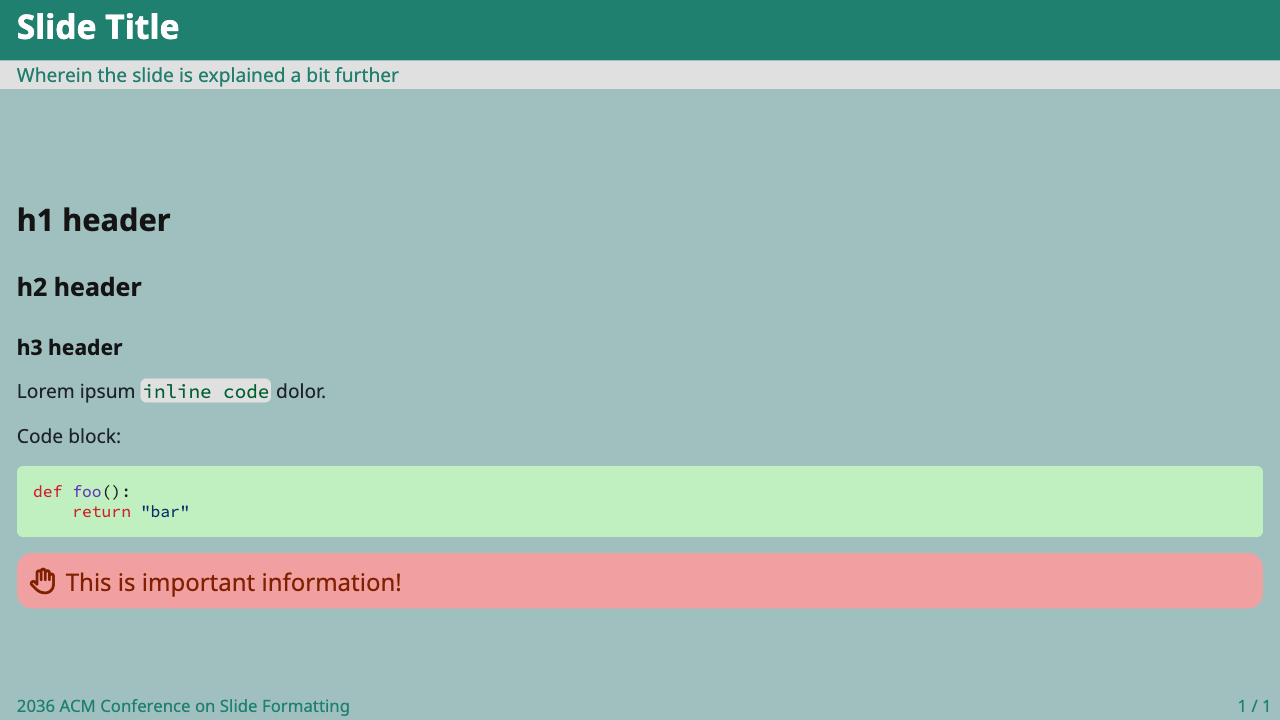 Slide Title
Wherein the slide is explained a bit further
h1 header
h2 header
h3 header
Lorem ipsum inline code dolor.
Code block:
def foo():
    return "bar"
This is important information!
2036 ACM Conference on Slide Formatting
1 / 1